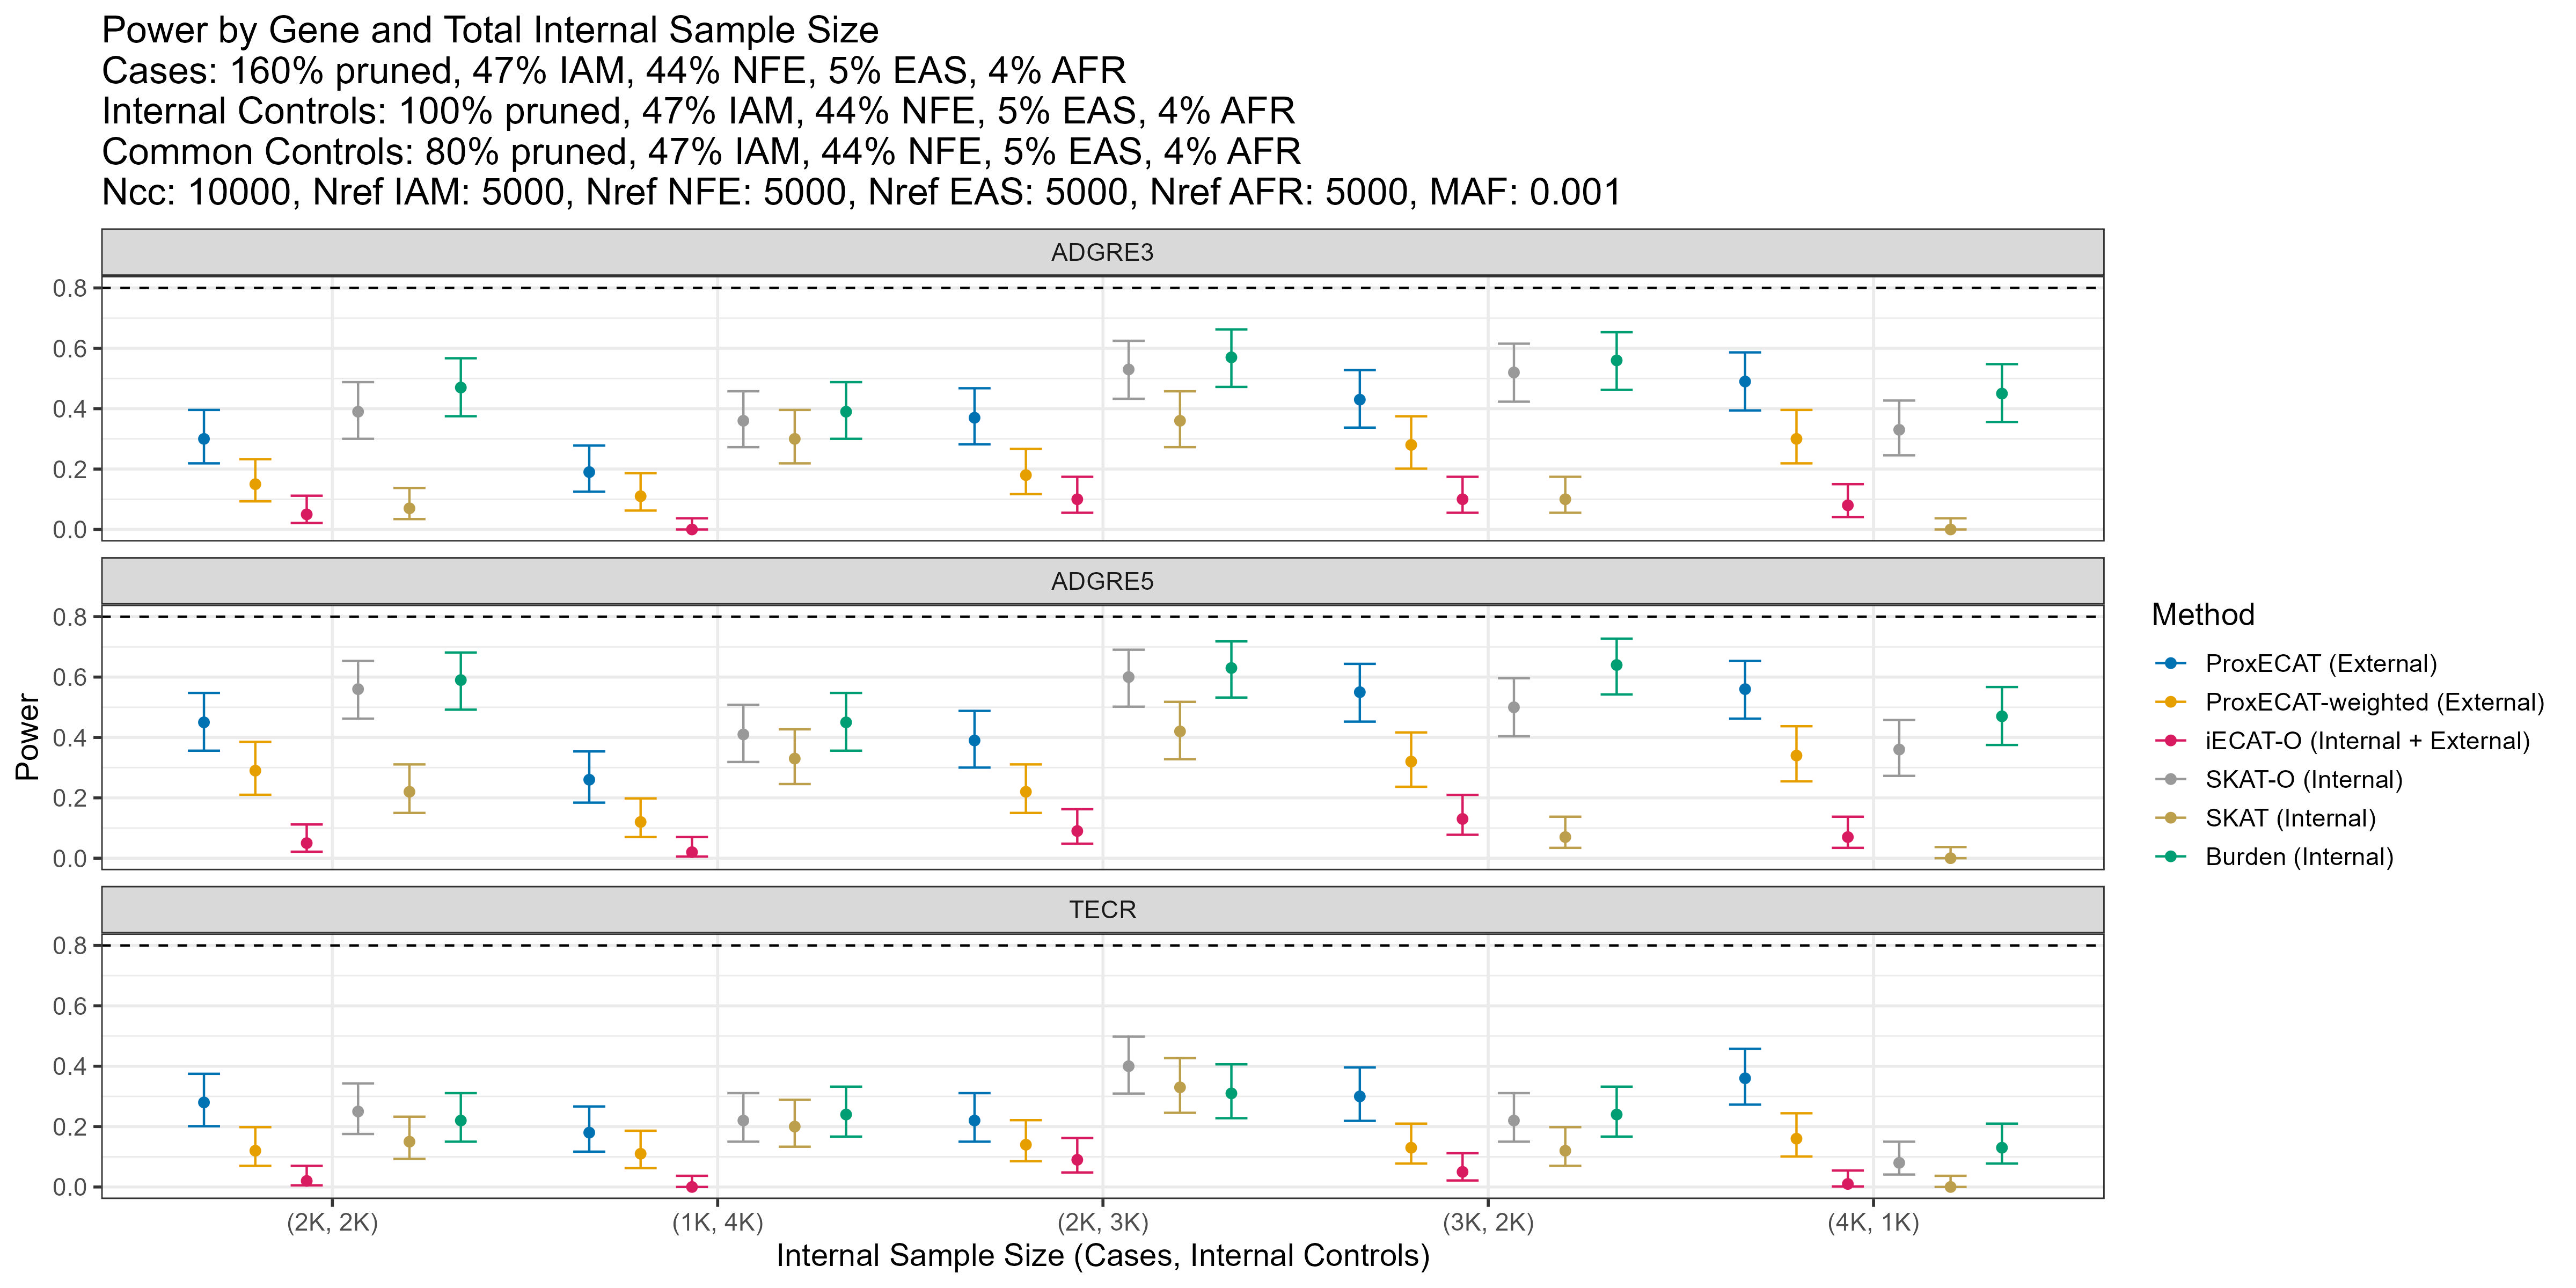 Power by Gene and Total Internal Sample Size
Cases: 160% pruned, 47% IAM, 44% NFE, 5% EAS, 4% AFR
Internal Controls: 100% pruned, 47% IAM, 44% NFE, 5% EAS, 4% AFR
Common Controls: 80% pruned, 47% IAM, 44% NFE, 5% EAS, 4% AFR
Ncc: 10000, Nref IAM: 5000, Nref NFE: 5000, Nref EAS: 5000, Nref AFR: 5000, MAF: 0.001
ADGRE3
0.8
0.6
0.4
0.2
0.0
ADGRE5
0.8
0.6
0.4
0.2
0.0
TECR
0.8
0.6
0.4
0.2
0.0
Power
(2K, 2K) (1K, 4K) (2K, 3K) (3K, 2K) (4K, 1K)
Internal Sample Size (Cases, Internal Controls)
Method
ProxECAT (External)
ProxECAT-weighted (External)
iECAT-O (Internal + External)
SKAT-O (Internal)
SKAT (Internal)
Burden (Internal)